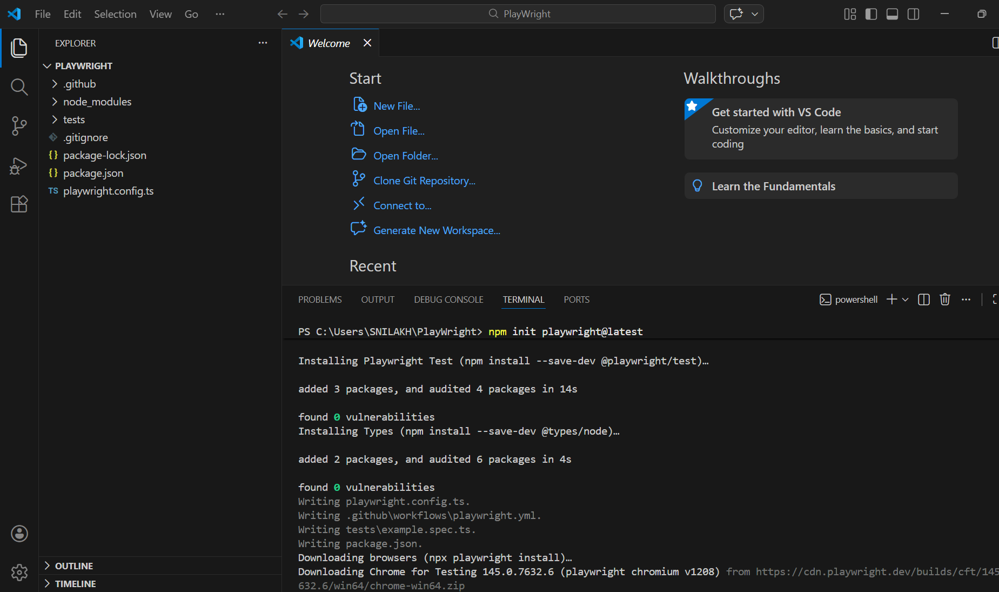 File Edit Selection View Go
PlayWright
EXPLORER
PLAYWRIGHT
.github
node_modules
tests
.gitignore
{} package-lock.json
{} package.json
TS playwright.config.ts
OUTLINE
TIMELINE
Welcome
Start
New File...
Open File...
Open Folder...
Clone Git Repository...
Connect to...
Generate New Workspace...
Recent
Walkthroughs
Get started with VS Code
Customize your editor, learn the basics, and start
coding
Learn the Fundamentals
PROBLEMS OUTPUT DEBUG CONSOLE TERMINAL PORTS
powershell
PS C:\Users\SNILAKH\PlayWright> npm init playwright@latest
Installing Playwright Test (npm install --save-dev @playwright/test)…
added 3 packages, and audited 4 packages in 14s
found 0 vulnerabilities
Installing Types (npm install --save-dev @types/node)…
added 2 packages, and audited 6 packages in 4s
found 0 vulnerabilities
Writing playwright.config.ts.
Writing .github\workflows\playwright.yml.
Writing tests\example.spec.ts.
Writing package.json.
Downloading browsers (npx playwright install)…
Downloading Chrome for Testing 145.0.7632.6 (playwright chromium v1208) from https://cdn.playwright.dev/builds/cft/145
632.6/win64/chrome-win64.zip